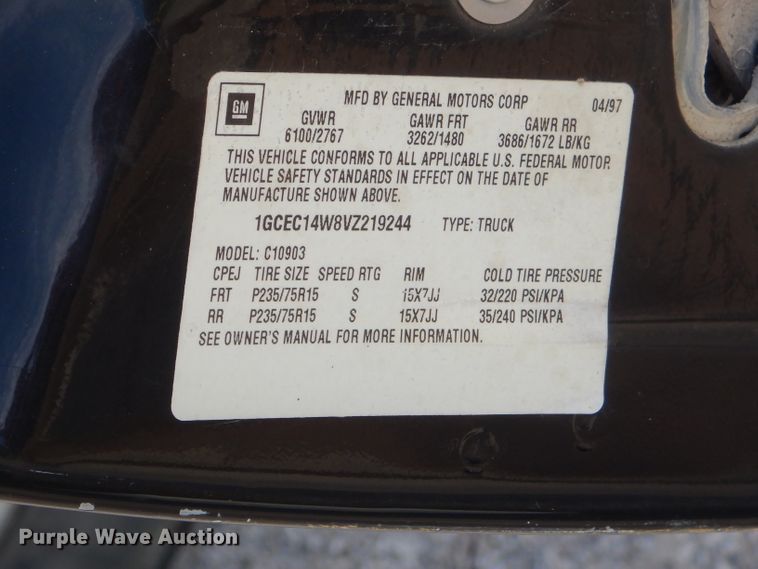 GM
MFD BY GENERAL MOTORS CORP 04/97
GVWR GAWR FRT GAWR RR
6100/2767 3262/1480 3686/1672 LB/KG
THIS VEHICLE CONFORMS TO ALL APPLICABLE U.S. FEDERAL MOTOR
VEHICLE SAFETY STANDARDS IN EFFECT ON THE DATE OF
MANUFACTURE SHOWN ABOVE.
1GCEC14W8VZ219244 TYPE: TRUCK
MODEL: C10903
CPEJ TIRE SIZE SPEED RTG RIM COLD TIRE PRESSURE
FRT P235/75R15 S 15X7JJ 32/220 PSI/KPA
RR P235/75R15 S 15X7JJ 35/240 PSI/KPA
SEE OWNER'S MANUAL FOR MORE INFORMATION.
Purple Wave Auction